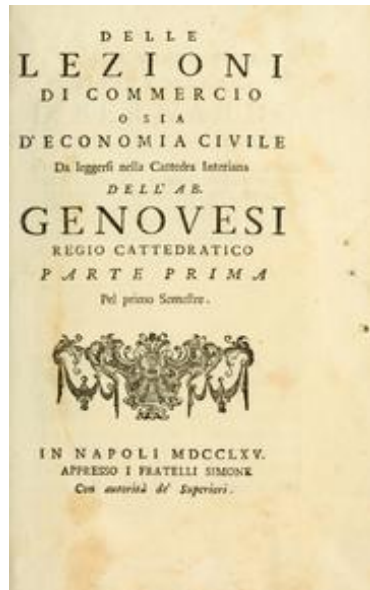 DELLE
LEZIONI
DI COMMERCIO
O SIA
D'ECONOMIA CIVILE
Da leggersi nella Cattedra Interiana
DELL' AB.
GENOVESI
REGIO CATTEDRATICO
PARTE PRIMA
Pel primo Semestre.
IN NAPOLI MDCCLXV.
APPRESSO I FRATELLI SIMONE
Con autorità de' Superiori.